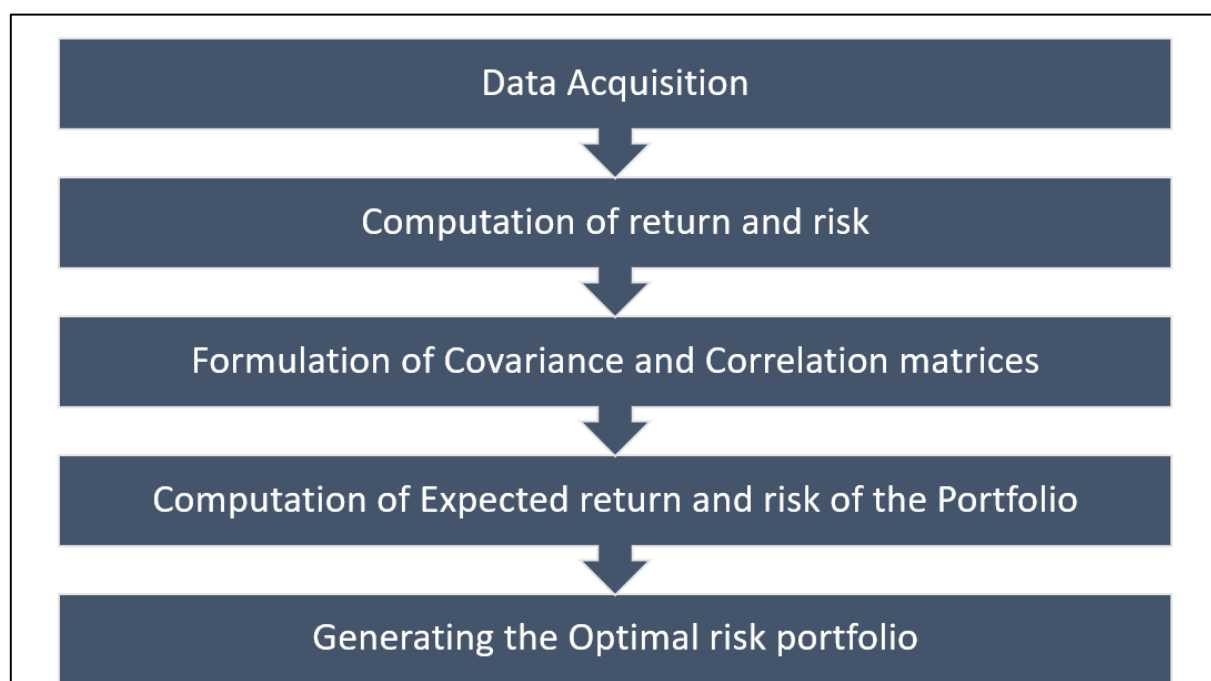 Data Acquisition
Computation of return and risk
Formulation of Covariance and Correlation matrices
Computation of Expected return and risk of the Portfolio
Generating the Optimal risk portfolio